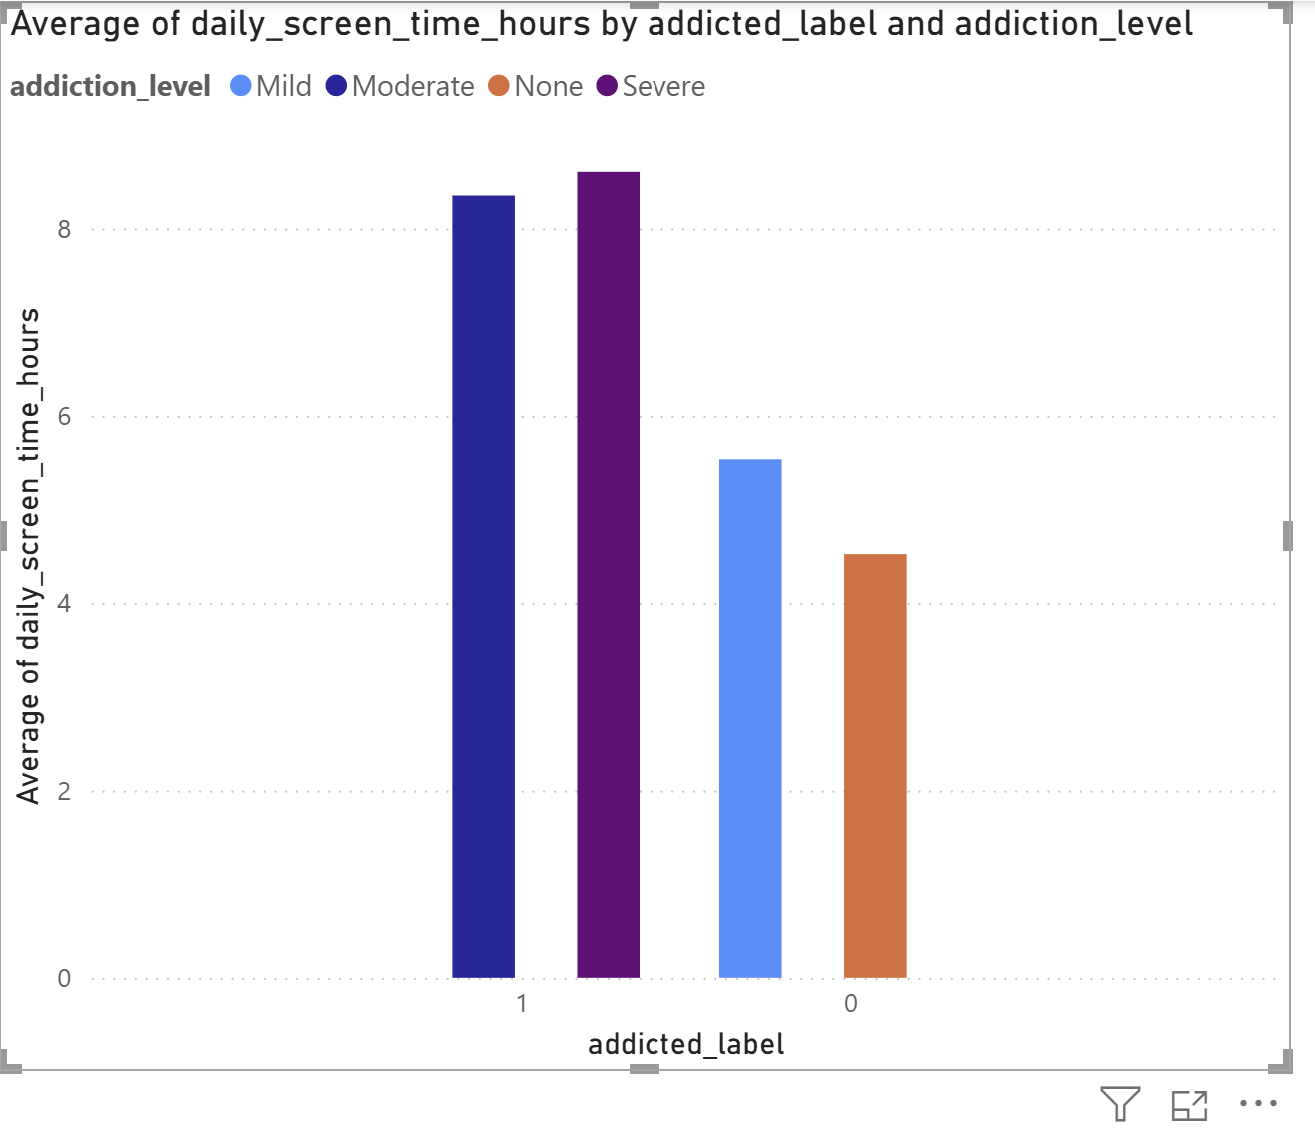 Average of daily_screen_time_hours by addicted_label and addiction_level
addiction_level Mild Moderate None Severe
Average of daily_screen_time_hours
8
6
4
2
0
1 0
addicted_label